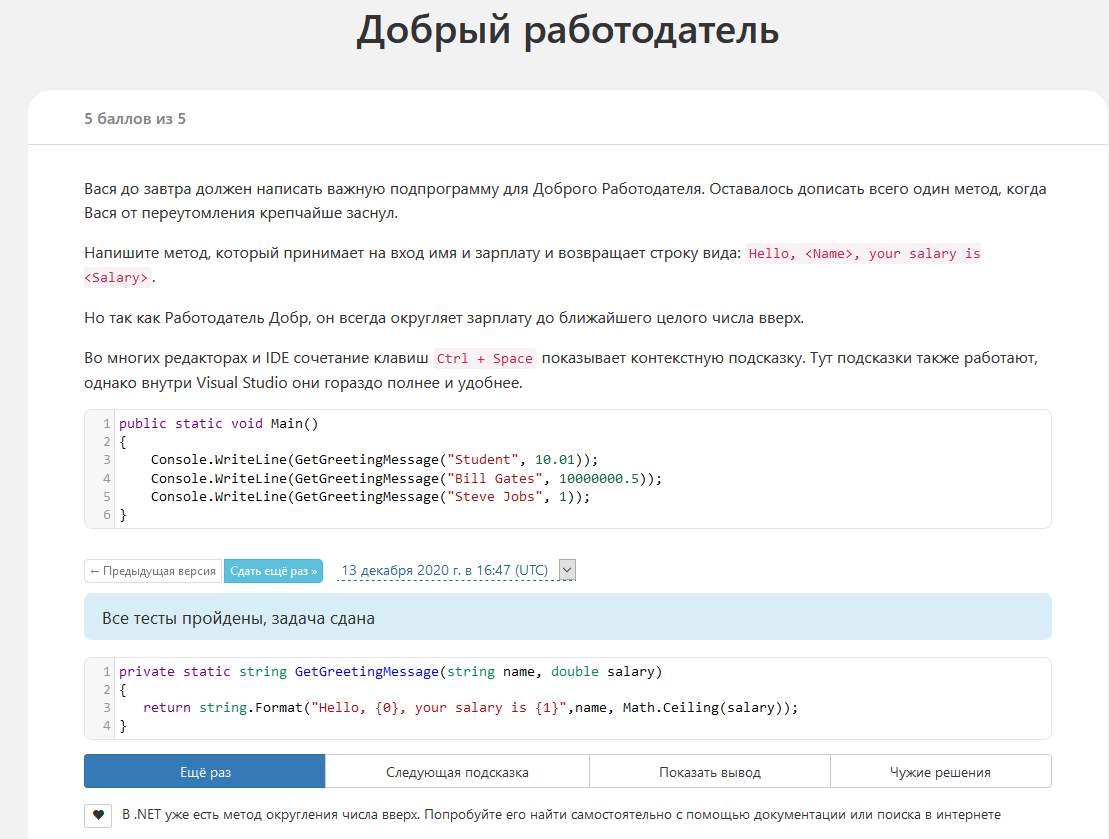 Добрый работодатель
5 баллов из 5
Вася до завтра должен написать важную подпрограмму для Доброго Работодателя. Оставалось дописать всего один метод, когда
Вася от переутомления крепчайше заснул.
Напишите метод, который принимает на вход имя и зарплату и возвращает строку вида: Hello, <Name>, your salary is
<Salary>.
Но так как Работодатель Добр, он всегда округляет зарплату до ближайшего целого числа вверх.
Во многих редакторах и IDE сочетание клавиш Ctrl + Space показывает контекстную подсказку. Тут подсказки также работают,
однако внутри Visual Studio они гораздо полнее и удобнее.
1 public static void Main()
2 {
3     Console.WriteLine(GetGreetingMessage("Student", 10.01));
4     Console.WriteLine(GetGreetingMessage("Bill Gates", 10000000.5));
5     Console.WriteLine(GetGreetingMessage("Steve Jobs", 1));
6 }
← Предыдущая версия Сдать ещё раз » 13 декабря 2020 г. в 16:47 (UTC)
Все тесты пройдены, задача сдана
1 private static string GetGreetingMessage(string name, double salary)
2 {
3    return string.Format("Hello, {0}, your salary is {1}",name, Math.Ceiling(salary));
4 }
Ещё раз Следующая подсказка Показать вывод Чужие решения
В .NET уже есть метод округления числа вверх. Попробуйте его найти самостоятельно с помощью документации или поиска в интернете